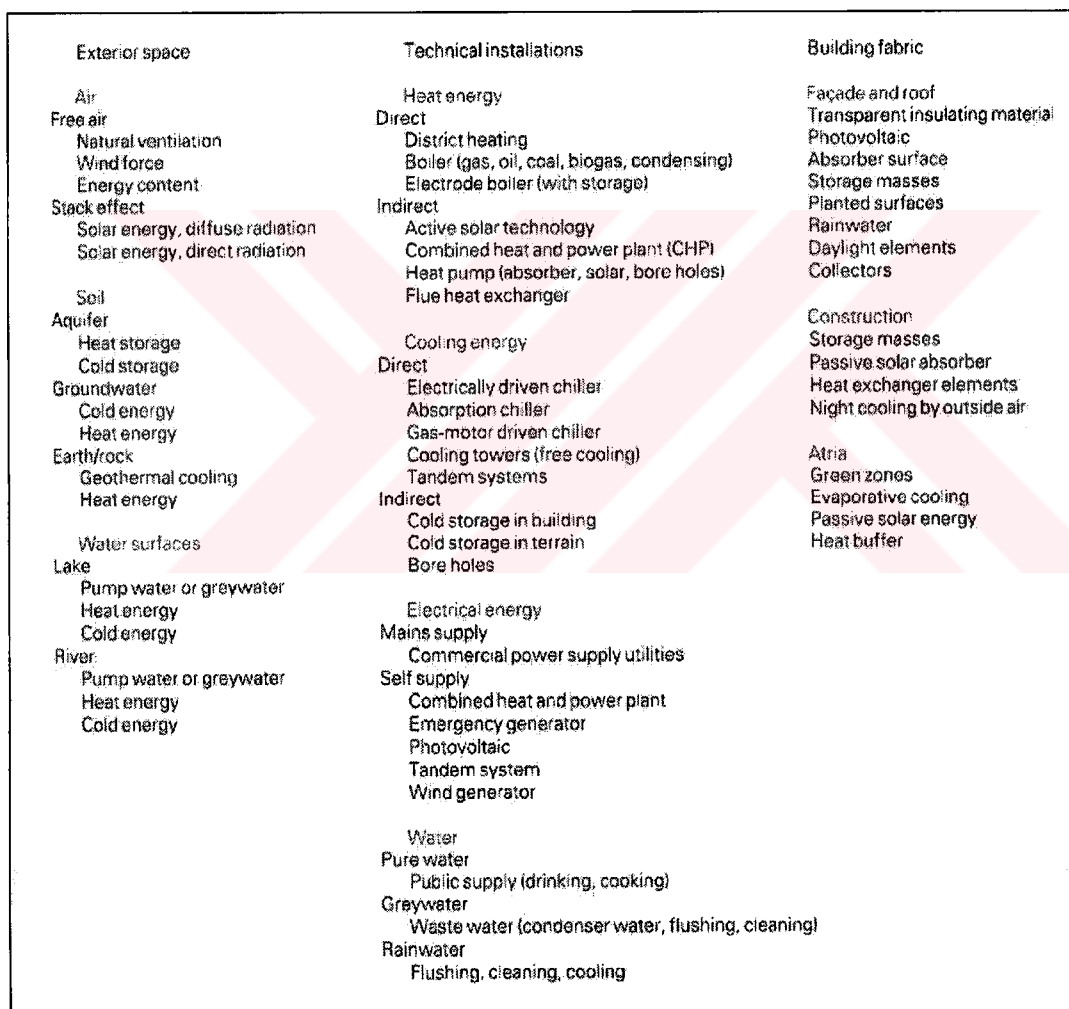 Exterior space
Air
Free air
Natural ventilation
Wind force
Energy content
Stack effect
Solar energy, diffuse radiation
Solar energy, direct radiation
Soil
Aquifer
Heat storage
Cold storage
Groundwater
Cold energy
Heat energy
Earth/rock
Geothermal cooling
Heat energy
Water surfaces
Lake
Pump water or greywater
Heat energy
Cold energy
River
Pump water or greywater
Heat energy
Cold energy
Technical installations
Heat energy
Direct
District heating
Boiler (gas, oil, coal, biogas, condensing)
Electrode boiler (with storage)
Indirect
Active solar technology
Combined heat and power plant (CHP)
Heat pump (absorber, solar, bore holes)
Flue heat exchanger
Cooling energy
Direct
Electrically driven chiller
Absorption chiller
Gas-motor driven chiller
Cooling towers (free cooling)
Tandem systems
Indirect
Cold storage in building
Cold storage in terrain
Bore holes
Electrical energy
Mains supply
Commercial power supply utilities
Self supply
Combined heat and power plant
Emergency generator
Photovoltaic
Tandem system
Wind generator
Water
Pure water
Public supply (drinking, cooking)
Greywater
Waste water (condenser water, flushing, cleaning)
Rainwater
Flushing, cleaning, cooling
Building fabric
Façade and roof
Transparent insulating material
Photovoltaic
Absorber surface
Storage masses
Planted surfaces
Rainwater
Daylight elements
Collectors
Construction
Storage masses
Passive solar absorber
Heat exchanger elements
Night cooling by outside air
Atria
Green zones
Evaporative cooling
Passive solar energy
Heat buffer